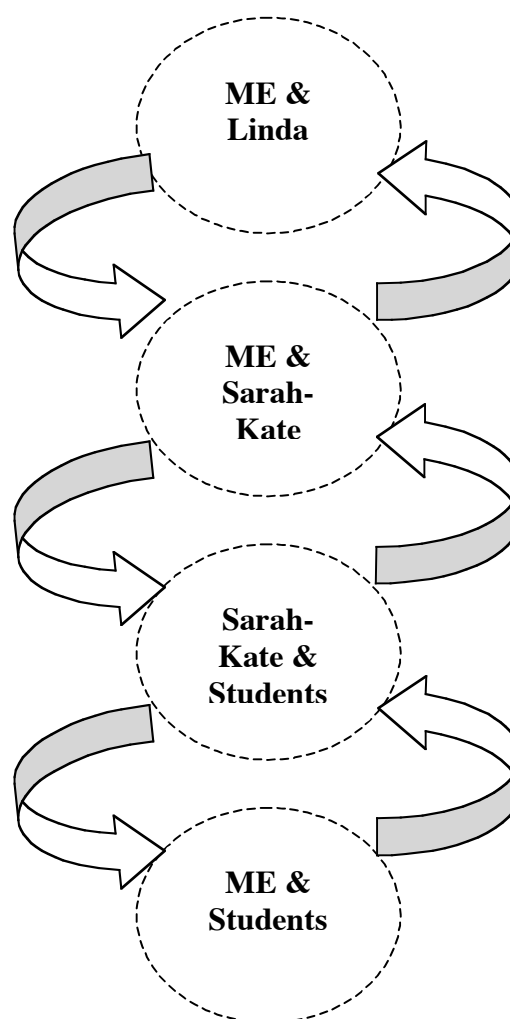 ME &
Linda
ME &
Sarah-
Kate
Sarah-
Kate &
Students
ME &
Students